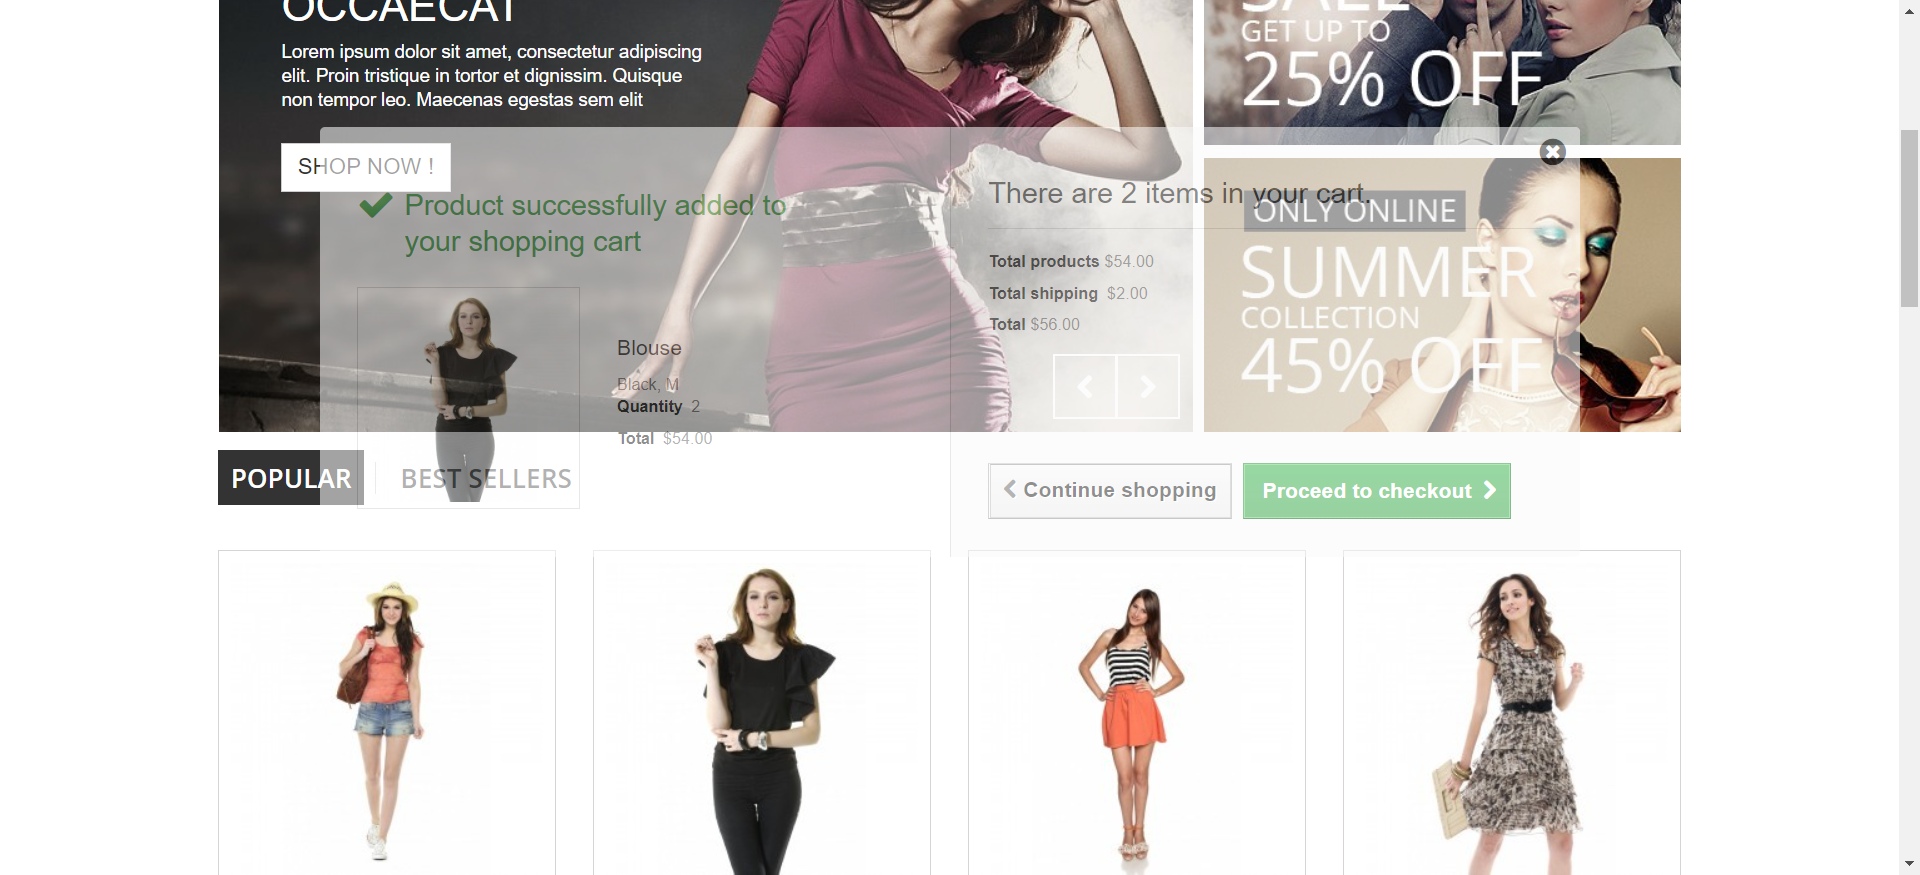 OCCAECAT
Lorem ipsum dolor sit amet, consectetur adipiscing
elit. Proin tristique in tortor et dignissim. Quisque
non tempor leo. Maecenas egestas sem elit
SHOP NOW !
SALE
GET UP TO
25% OFF
ONLY ONLINE
SUMMER
COLLECTION
45% OFF
Product successfully added to
your shopping cart
Blouse
Black, M
Quantity 2
Total $54.00
There are 2 items in your cart.
Total products $54.00
Total shipping $2.00
Total $56.00
Continue shopping
Proceed to checkout
POPULAR
BEST SELLERS